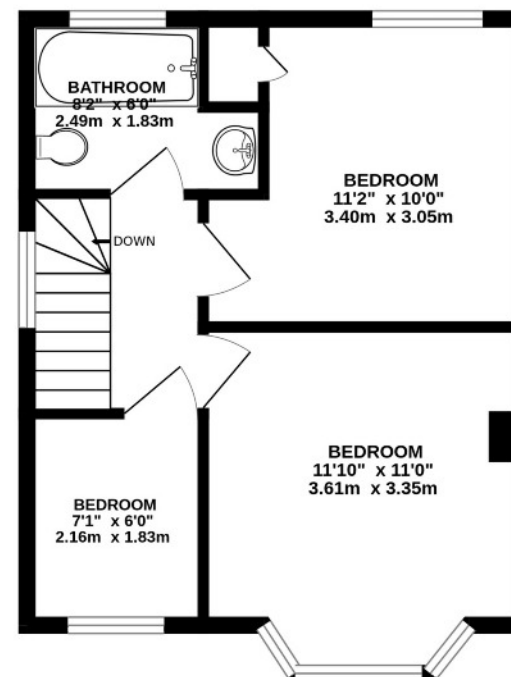 BATHROOM
8'2" x 6'0"
2.49m x 1.83m
BEDROOM
11'2" x 10'0"
3.40m x 3.05m
DOWN
BEDROOM
11'10" x 11'0"
3.61m x 3.35m
BEDROOM
7'1" x 6'0"
2.16m x 1.83m